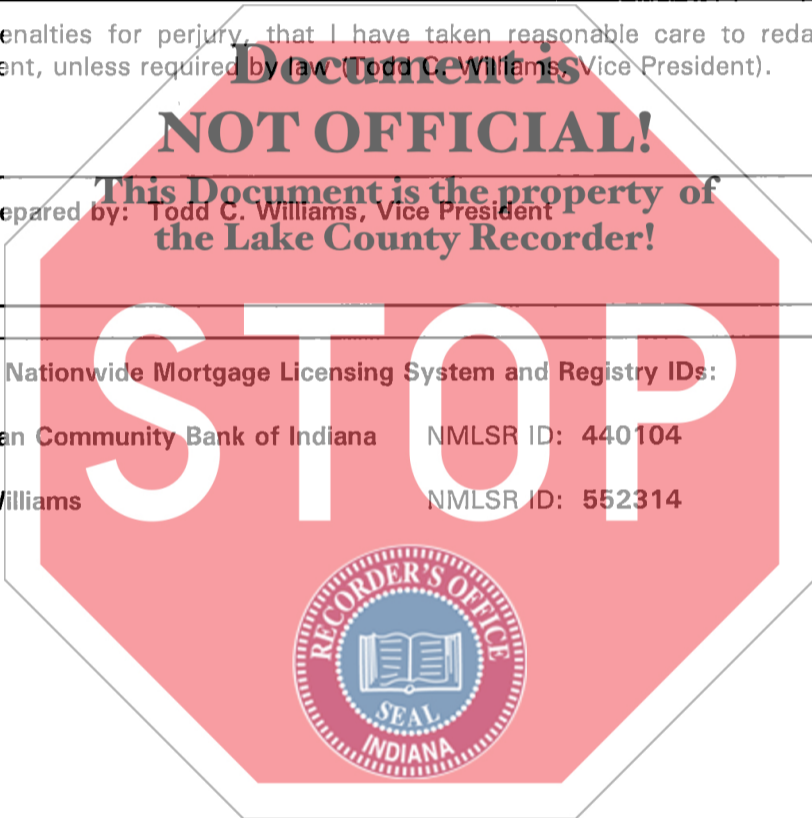 enalties for perjury, that I have taken reasonable care to reda
ent, unless required by law (Todd C. Williams, Vice President).
Document is
NOT OFFICIAL!
This Document is the property of
the Lake County Recorder!
epared by: Todd C. Williams, Vice President
STOP
Nationwide Mortgage Licensing System and Registry IDs:
an Community Bank of Indiana NMLSR ID: 440104
Williams NMLSR ID: 552314
RECORDER'S OFFICE
SEAL
INDIANA